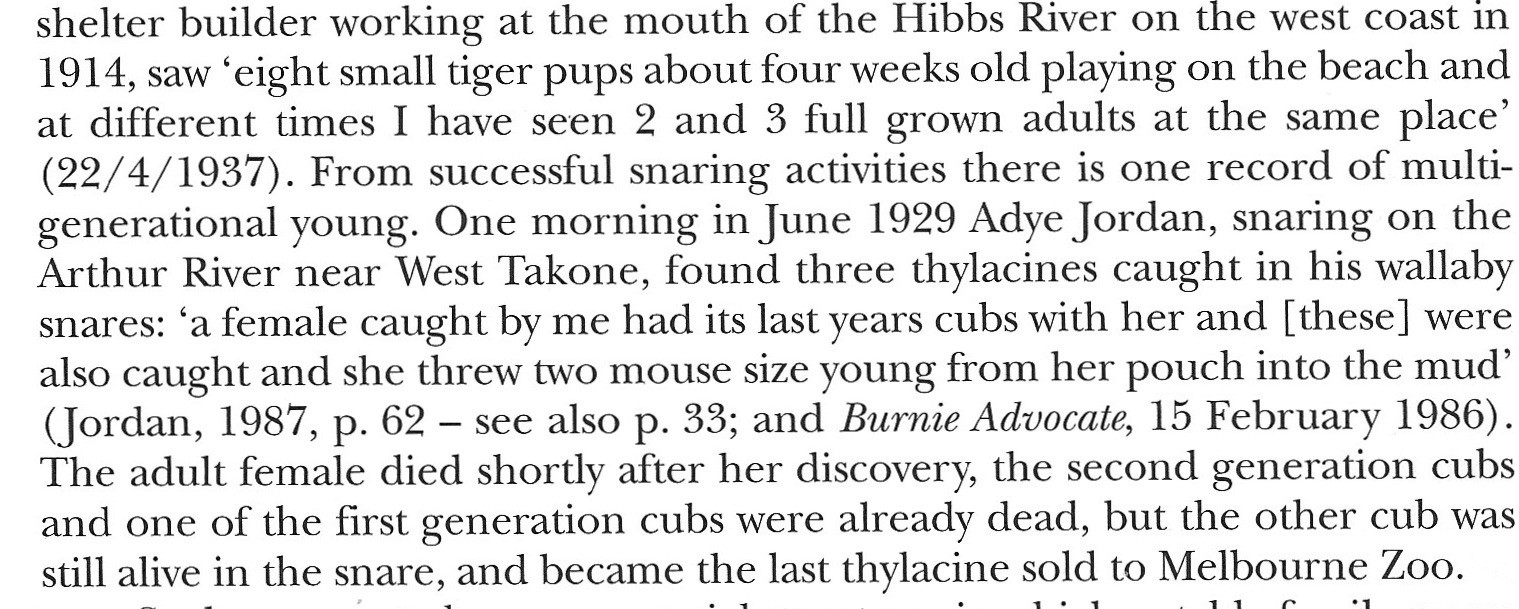 shelter builder working at the mouth of the Hibbs River on the west coast in
1914, saw ‘eight small tiger pups about four weeks old playing on the beach and
at different times I have seen 2 and 3 full grown adults at the same place’
(22/4/1937). From successful snaring activities there is one record of multi-
generational young. One morning in June 1929 Adye Jordan, snaring on the
Arthur River near West Takone, found three thylacines caught in his wallaby
snares: ‘a female caught by me had its last years cubs with her and [these] were
also caught and she threw two mouse size young from her pouch into the mud’
(Jordan, 1987, p. 62 – see also p. 33; and Burnie Advocate, 15 February 1986).
The adult female died shortly after her discovery, the second generation cubs
and one of the first generation cubs were already dead, but the other cub was
still alive in the snare, and became the last thylacine sold to Melbourne Zoo.